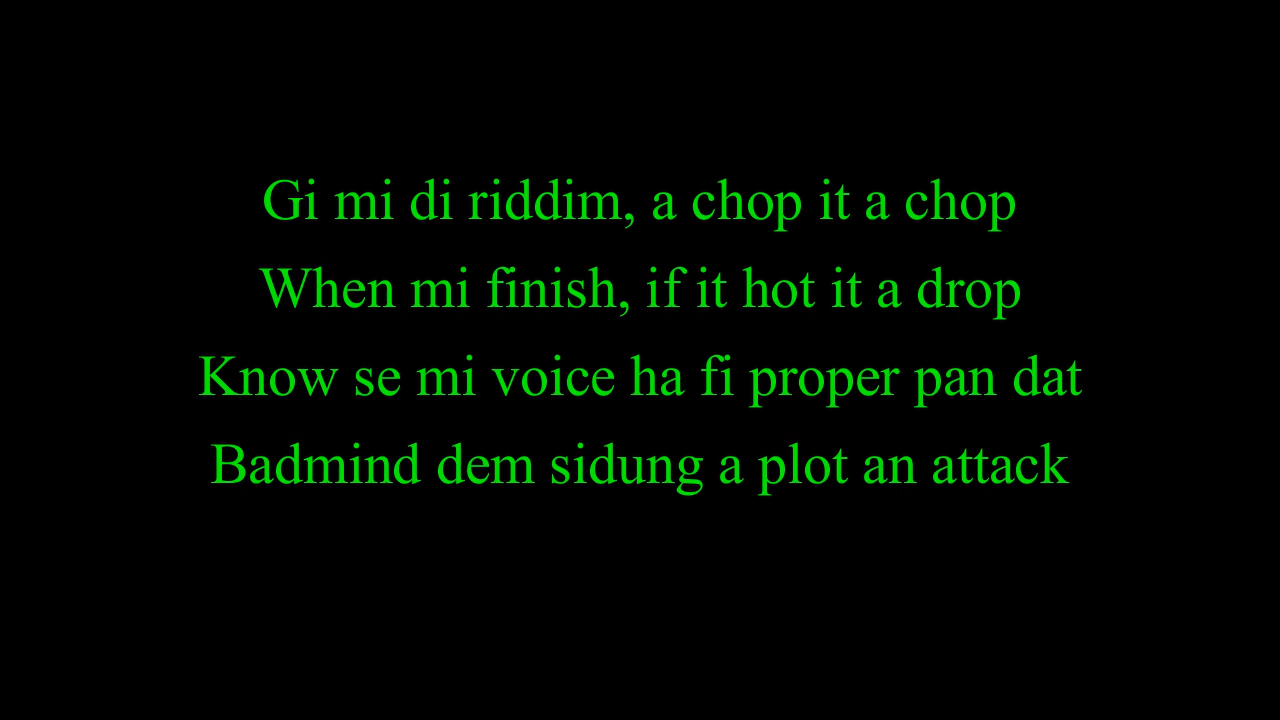 Gi mi di riddim, a chop it a chop
When mi finish, if it hot it a drop
Know se mi voice ha fi proper pan dat
Badmind dem sidung a plot an attack